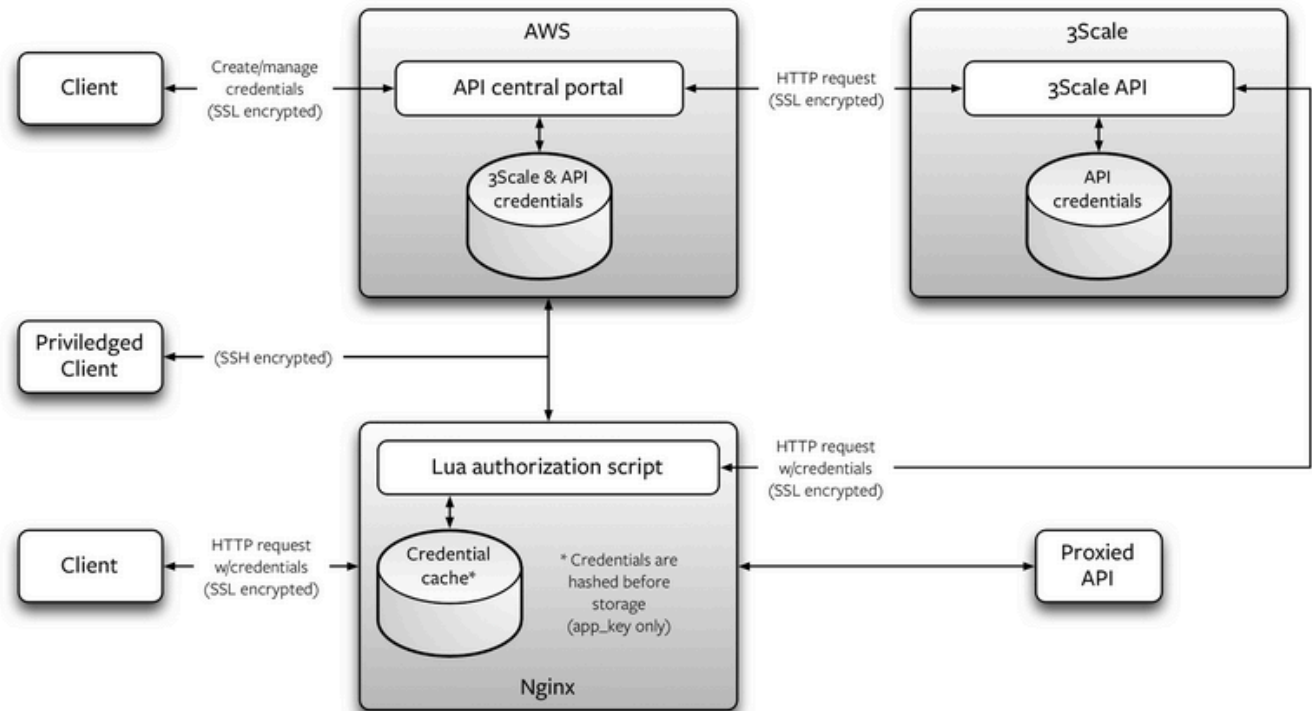 AWS
3Scale
Client
Create/manage
credentials
(SSL encrypted)
API central portal
HTTP request
(SSL encrypted)
3Scale API
3Scale & API
credentials
API
credentials
Priviledged
Client
(SSH encrypted)
Lua authorization script
HTTP request
w/credentials
(SSL encrypted)
Client
HTTP request
w/credentials
(SSL encrypted)
Credential
cache*
* Credentials are
hashed before
storage
(app_key only)
Proxied
API
Nginx